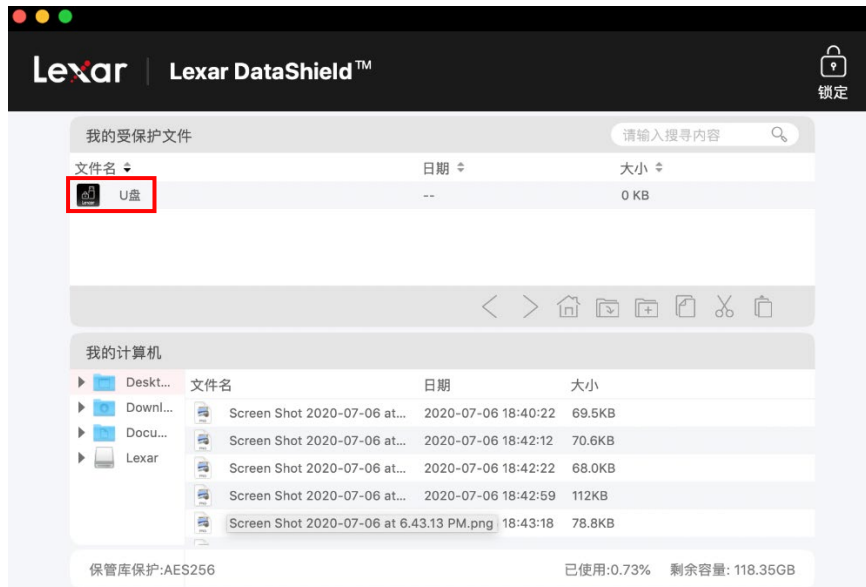 Lexar Lexar DataShield™
锁定
我的受保护文件 请输入搜寻内容
文件名 日期 大小
U盘 -- 0 KB
我的计算机
Deskt... 文件名 日期 大小
Downl... Screen Shot 2020-07-06 at... 2020-07-06 18:40:22 69.5KB
Docu... Screen Shot 2020-07-06 at... 2020-07-06 18:42:12 70.6KB
Lexar Screen Shot 2020-07-06 at... 2020-07-06 18:42:22 68.0KB
Screen Shot 2020-07-06 at... 2020-07-06 18:42:59 112KB
Screen Shot 2020-07-06 at 6.43.13 PM.png 18:43:18 78.8KB
保管库保护:AES256 已使用:0.73% 剩余容量: 118.35GB